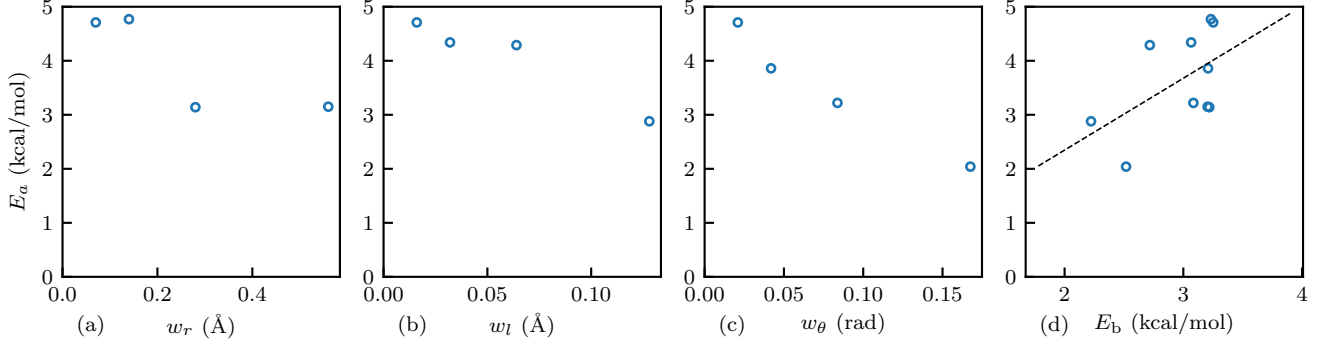 5 5 5 5
4 4 4 4
3 3 3 3
2 2 2 2
1 1 1 1
0 0 0 0
E_a (kcal/mol)
0.0 0.2 0.4 0.00 0.05 0.10 0.00 0.05 0.10 0.15 2 3 4
(a) w_r (Å) (b) w_l (Å) (c) w_θ (rad) (d) E_b (kcal/mol)